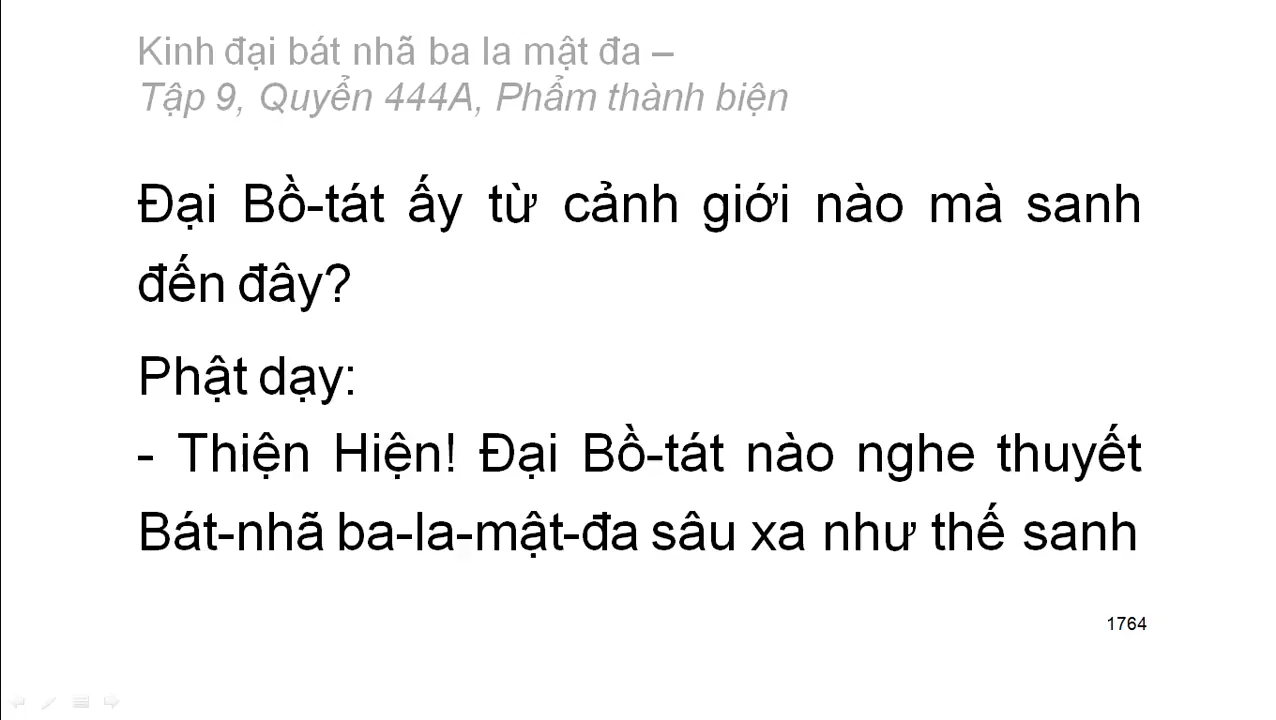 Kinh đại bát nhã ba la mật đa –
Tập 9, Quyển 444A, Phẩm thành biện
Đại Bồ-tát ấy từ cảnh giới nào mà sanh
đến đây?
Phật dạy:
- Thiện Hiện! Đại Bồ-tát nào nghe thuyết
Bát-nhã ba-la-mật-đa sâu xa như thế sanh
1764